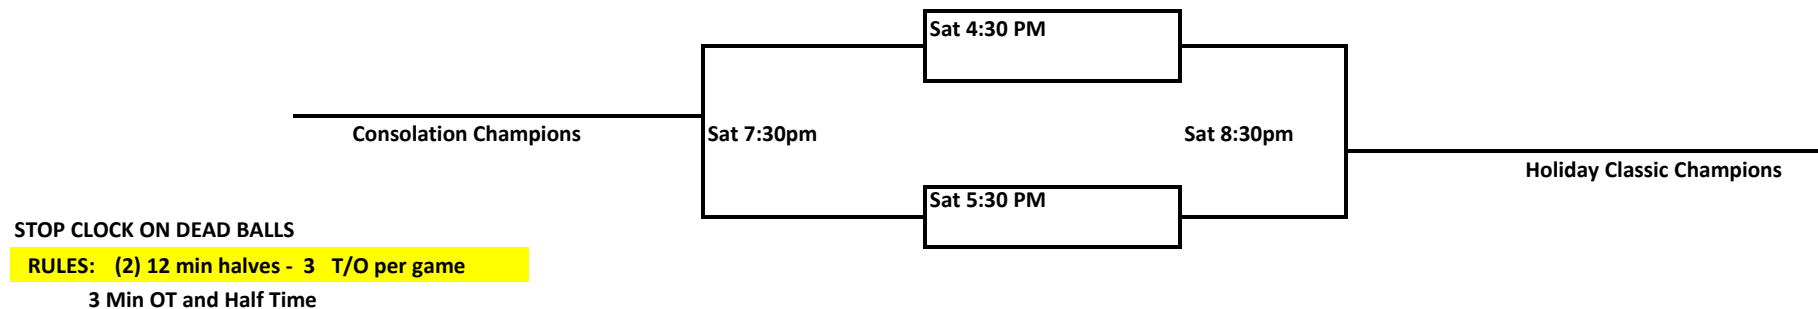 Sat 4:30 PM
Consolation Champions
Sat 7:30pm
Sat 8:30pm
Holiday Classic Champions
Sat 5:30 PM
STOP CLOCK ON DEAD BALLS
RULES: (2) 12 min halves - 3 T/O per game
3 Min OT and Half Time